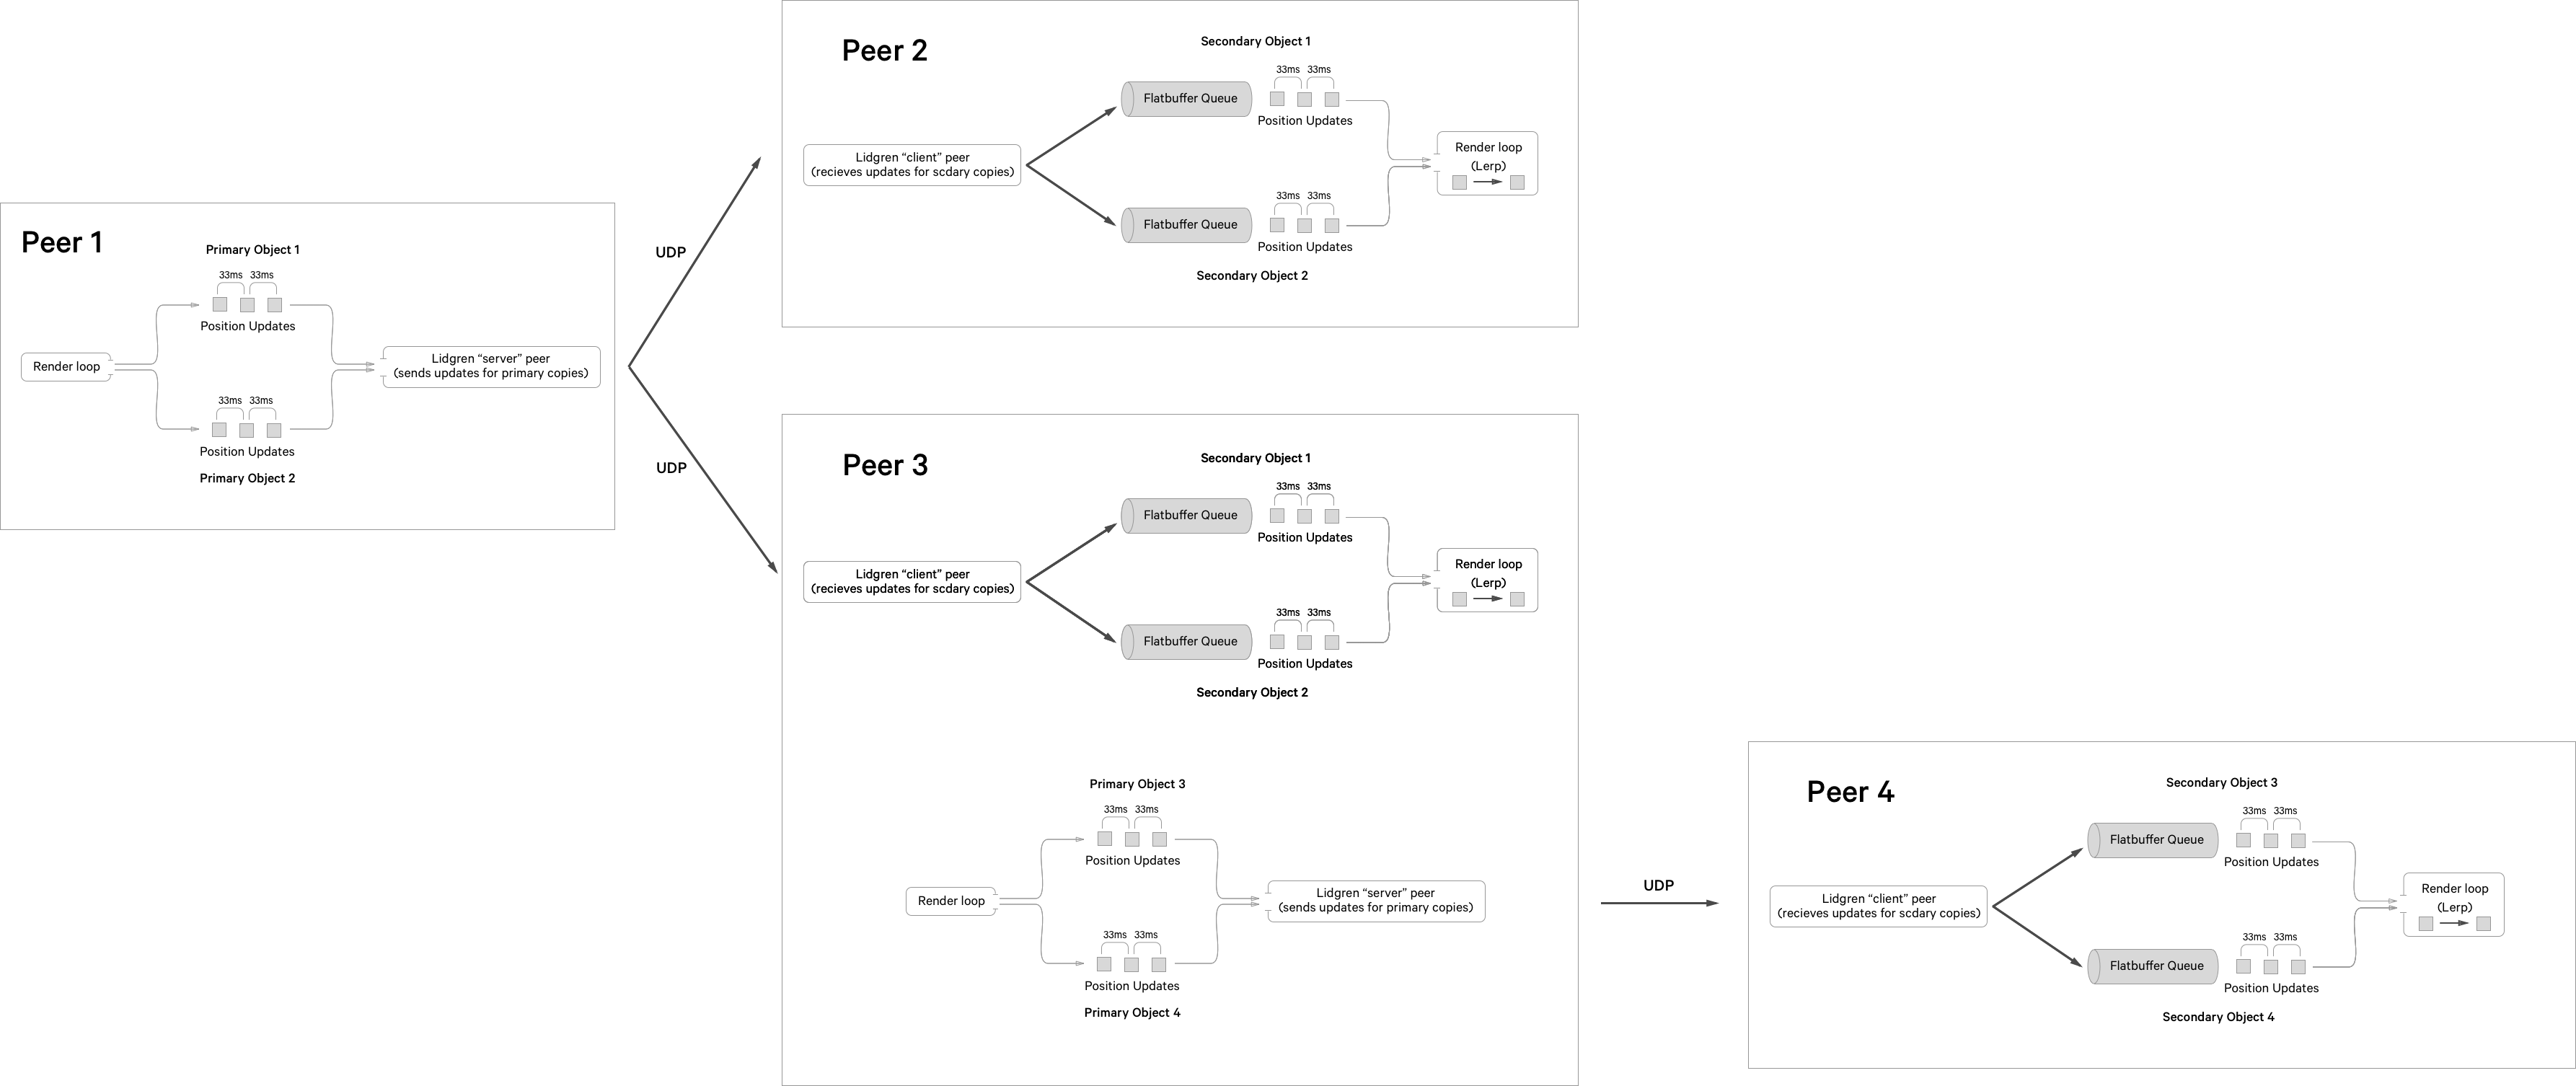 Peer 1
Primary Object 1
33ms 33ms
Position Updates
Render loop
Lidgren “server” peer
(sends updates for primary copies)
33ms 33ms
Position Updates
Primary Object 2
UDP
UDP
Peer 2
Secondary Object 1
33ms 33ms
Flatbuffer Queue
Position Updates
Lidgren “client” peer
(recieves updates for scdary copies)
Render loop
(Lerp)
33ms 33ms
Flatbuffer Queue
Position Updates
Secondary Object 2
Peer 3
Secondary Object 1
33ms 33ms
Flatbuffer Queue
Position Updates
Lidgren “client” peer
(recieves updates for scdary copies)
Render loop
(Lerp)
33ms 33ms
Flatbuffer Queue
Position Updates
Secondary Object 2
Primary Object 3
33ms 33ms
Position Updates
Render loop
Lidgren “server” peer
(sends updates for primary copies)
33ms 33ms
Position Updates
Primary Object 4
UDP
Peer 4
Secondary Object 3
33ms 33ms
Flatbuffer Queue
Position Updates
Lidgren “client” peer
(recieves updates for scdary copies)
Render loop
(Lerp)
33ms 33ms
Flatbuffer Queue
Position Updates
Secondary Object 4